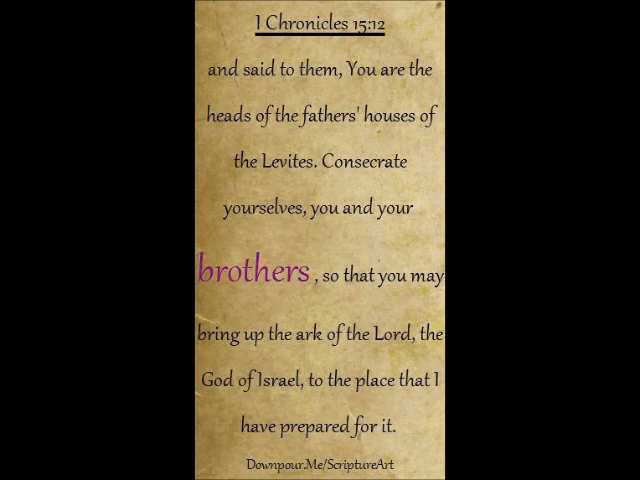 I Chronicles 15:12
and said to them, You are the
heads of the fathers' houses of
the Levites. Consecrate
yourselves, you and your
brothers , so that you may
bring up the ark of the Lord, the
God of Israel, to the place that I
have prepared for it.
Downpour.Me/ScriptureArt